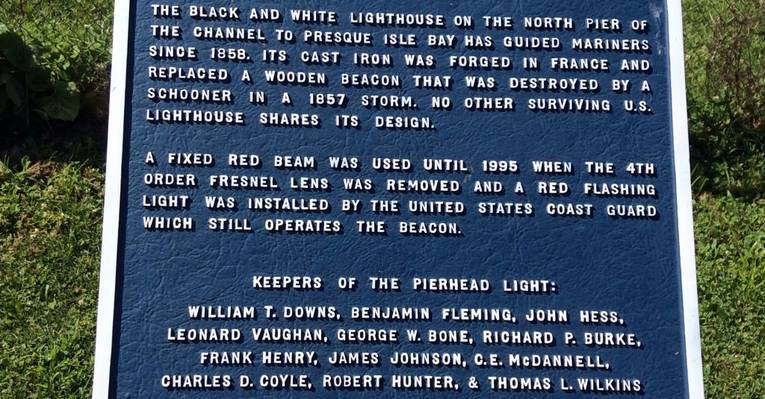 THE BLACK AND WHITE LIGHTHOUSE ON THE NORTH PIER OF
THE CHANNEL TO PRESQUE ISLE BAY HAS GUIDED MARINERS
SINCE 1858. ITS CAST IRON WAS FORGED IN FRANCE AND
REPLACED A WOODEN BEACON THAT WAS DESTROYED BY A
SCHOONER IN A 1857 STORM. NO OTHER SURVIVING U.S.
LIGHTHOUSE SHARES ITS DESIGN.
A FIXED RED BEAM WAS USED UNTIL 1995 WHEN THE 4TH
ORDER FRESNEL LENS WAS REMOVED AND A RED FLASHING
LIGHT WAS INSTALLED BY THE UNITED STATES COAST GUARD
WHICH STILL OPERATES THE BEACON.
KEEPERS OF THE PIERHEAD LIGHT:
WILLIAM T. DOWNS, BENJAMIN FLEMING, JOHN HESS,
LEONARD VAUGHAN, GEORGE W. BONE, RICHARD P. BURKE,
FRANK HENRY, JAMES JOHNSON, C.E. McDANNELL,
CHARLES D. COYLE, ROBERT HUNTER, & THOMAS L. WILKINS